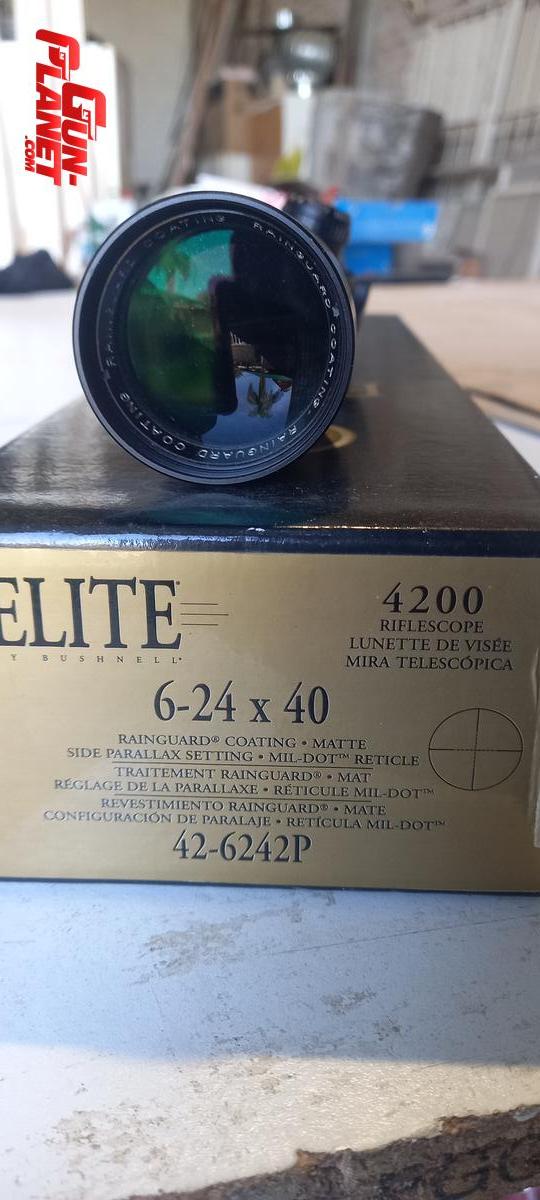 GUN-
PLANET
.COM
RAINGUARD COATING · RAINGUARD® COATING · RAINGUARD COATING
ELITE®
Y BUSHNELL®
4200
RIFLESCOPE
LUNETTE DE VISÉE
MIRA TELESCÓPICA
6-24 x 40
RAINGUARD® COATING • MATTE
SIDE PARALLAX SETTING • MIL-DOT™ RETICLE
TRAITEMENT RAINGUARD® • MAT
RÉGLAGE DE LA PARALLAXE • RÉTICULE MIL-DOT™
REVESTIMIENTO RAINGUARD® • MATE
CONFIGURACIÓN DE PARALAJE • RETÍCULA MIL-DOT™
42-6242P